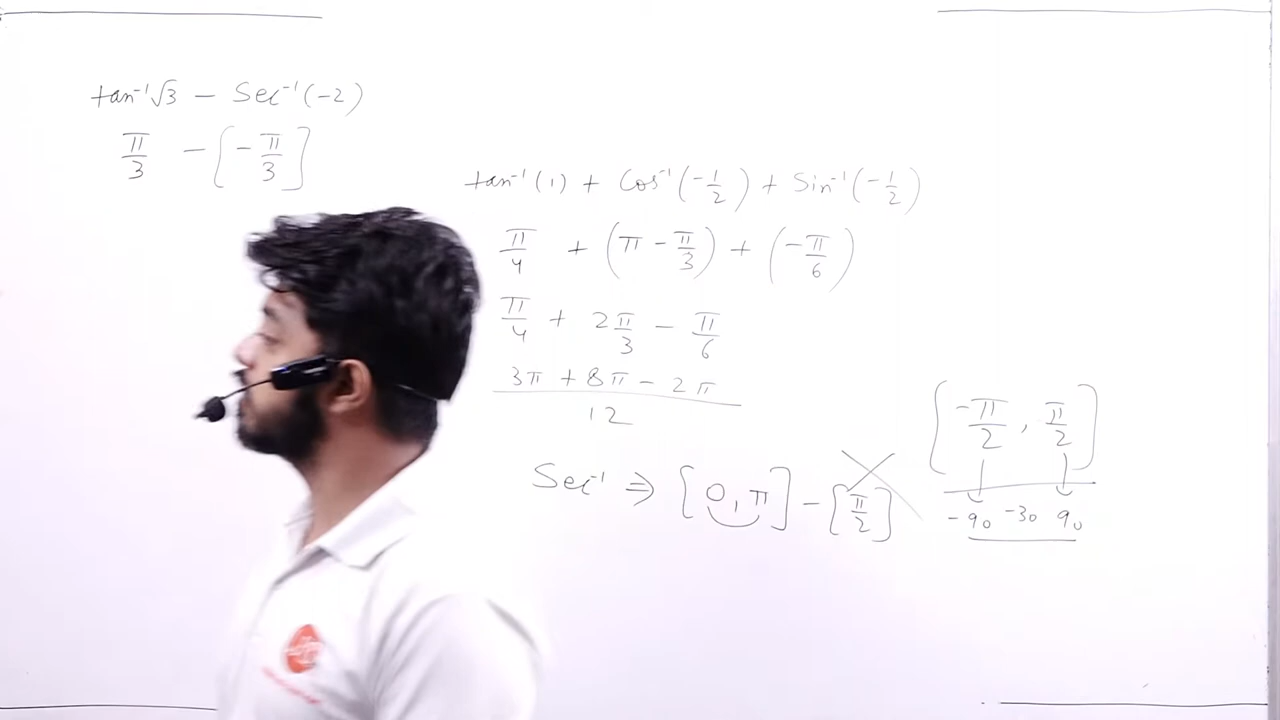 tan⁻¹√3 − Sec⁻¹(−2)
π/3 − [−π/3]
tan⁻¹(1) + Cos⁻¹(−1/2) + Sin⁻¹(−1/2)
π/4 + (π − π/3) + (−π/6)
π/4 + 2π/3 − π/6
3π + 8π − 2π
12
Sec⁻¹ ⇒ [0, π] − [π/2]
[−π/2, π/2]
−90 −30 90